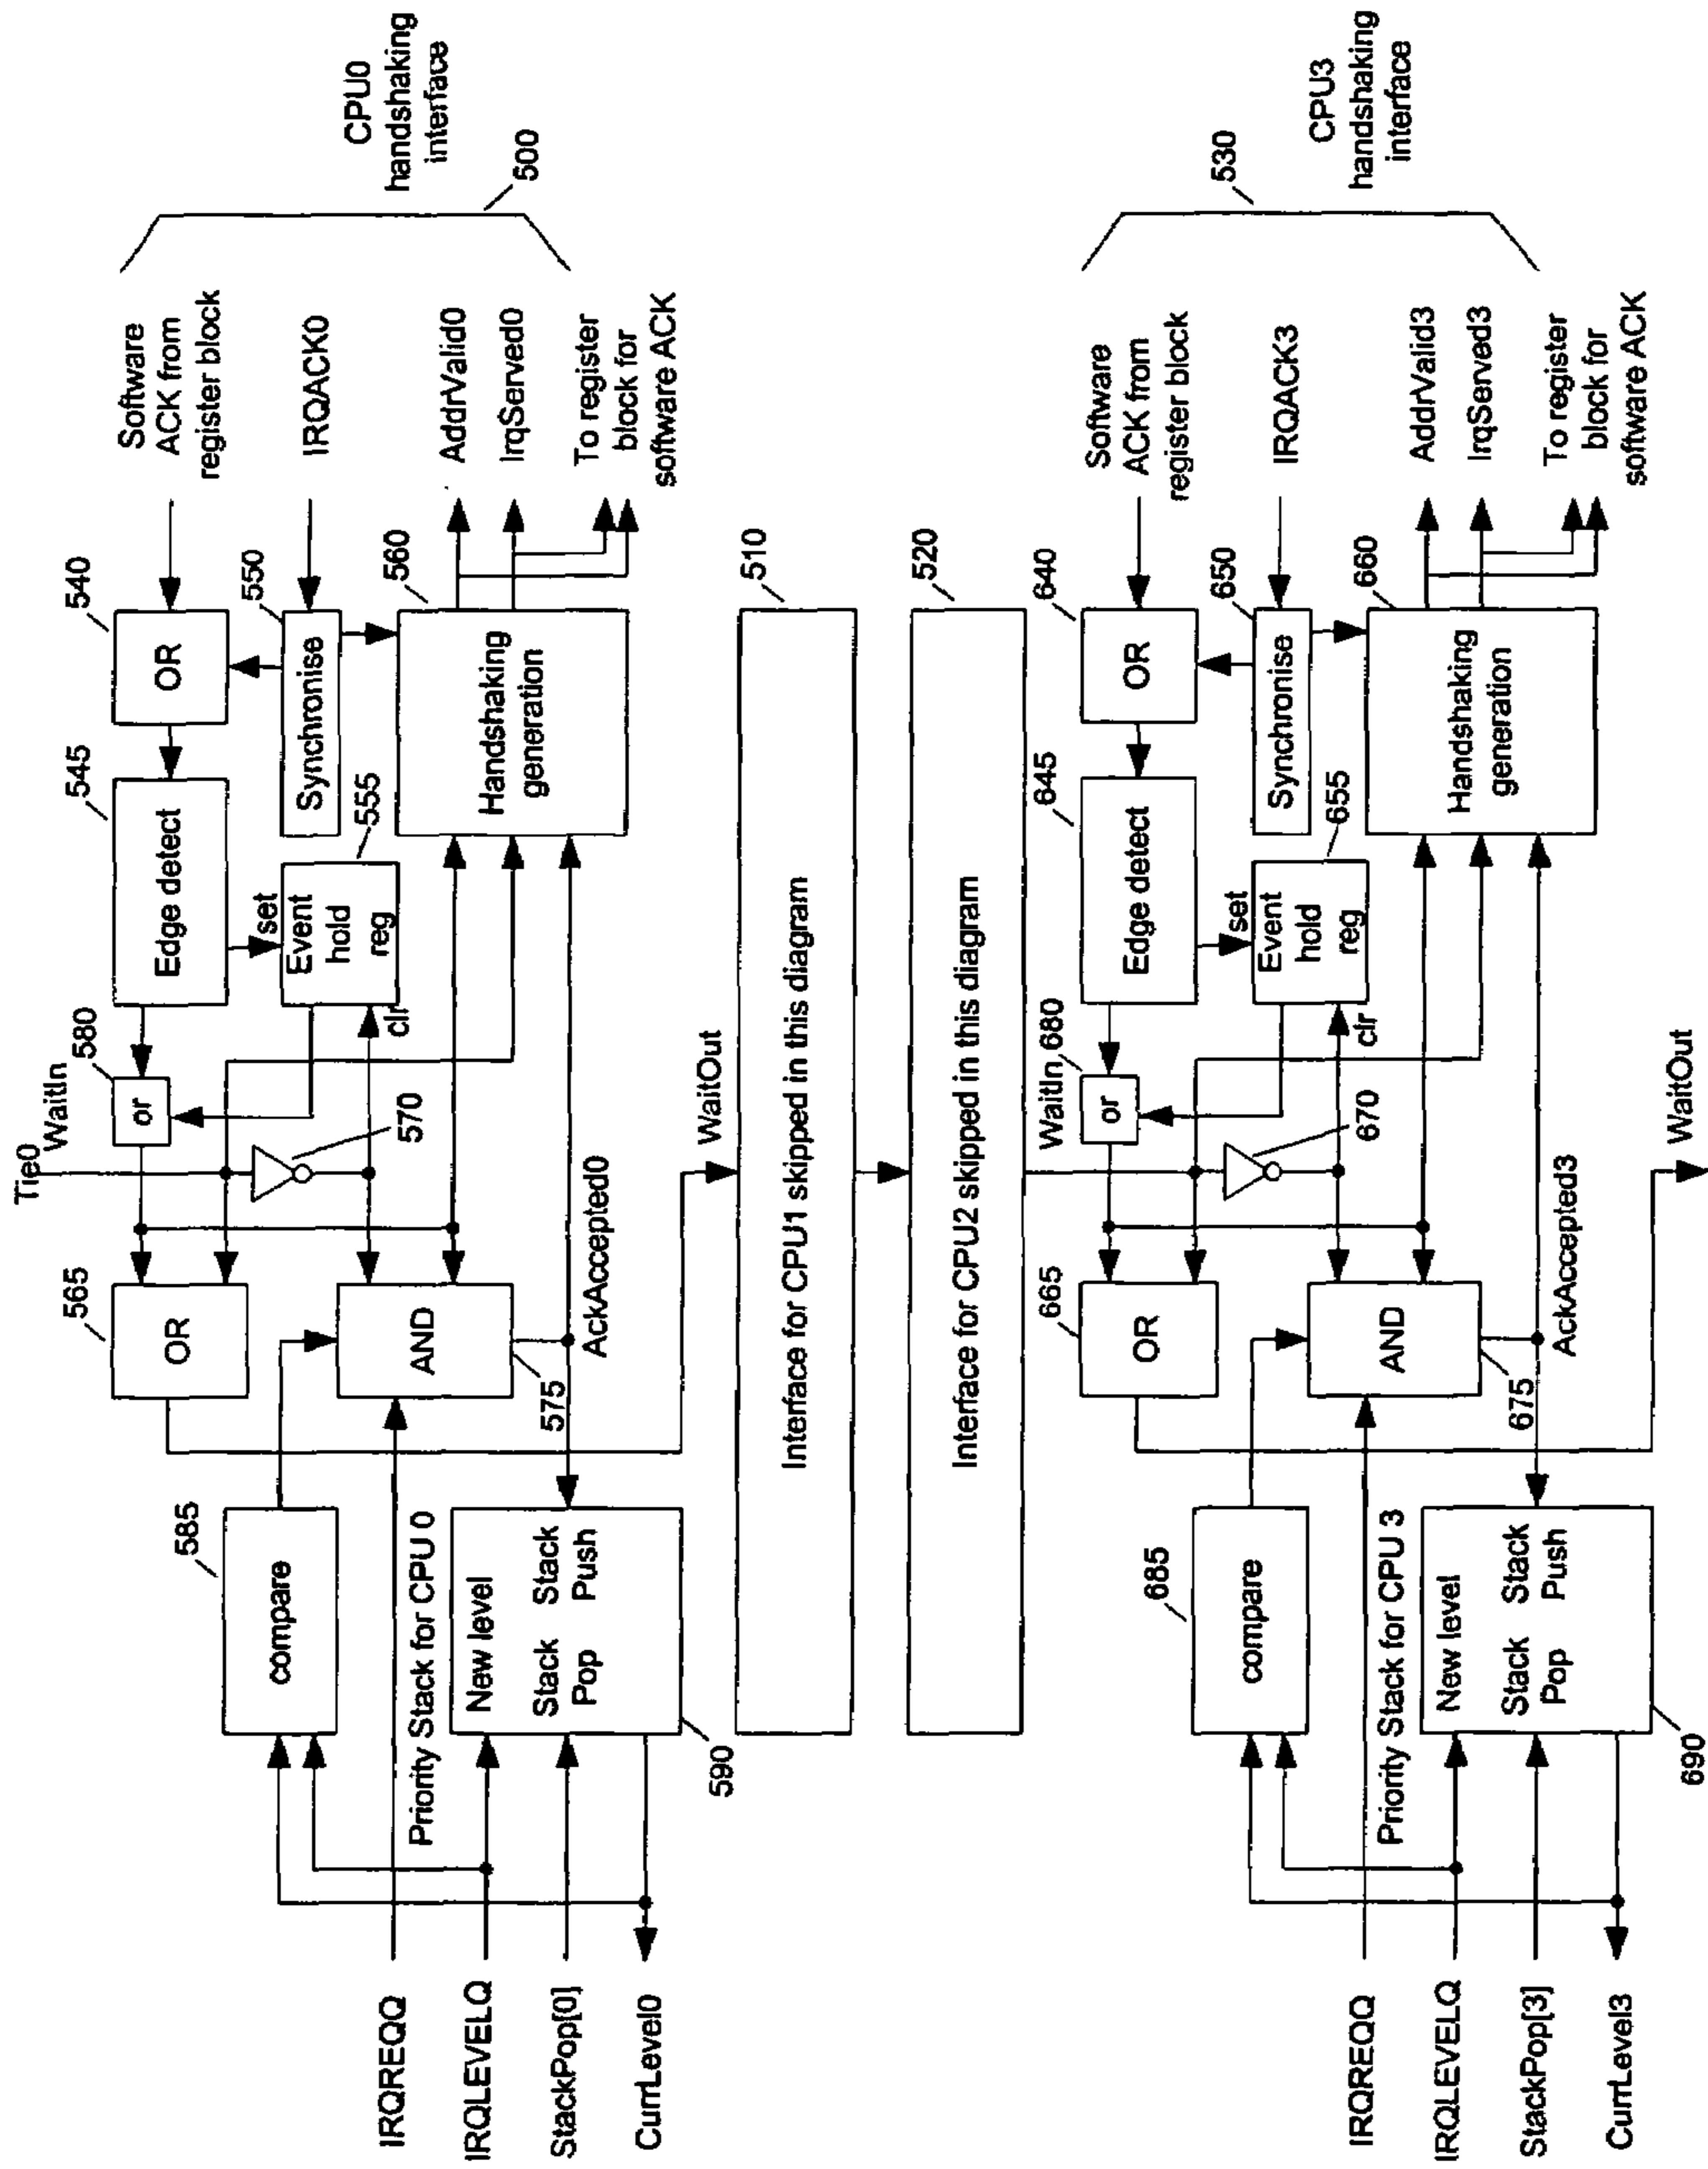 CPU0
handshaking
interface
500
Software
ACK from
register block
IRQACK0
AddrValid0
IrqServed0
To register
block for
software ACK
540
OR
550
Synchronise
560
Handshaking
generation
545
Edge detect
set
Event
hold
reg
clr
555
580
or
Tie0
WaitIn
570
565
OR
AND
575
AckAccepted0
WaitOut
585
compare
Priority Stack for CPU 0
New level
Stack
Pop
Stack
Push
590
IRQREQQ
IRQLEVELQ
StackPop[0]
CurrLevel0
510
Interface for CPU1 skipped in this diagram
520
Interface for CPU2 skipped in this diagram
CPU3
handshaking
interface
530
Software
ACK from
register block
IRQACK3
AddrValid3
IrqServed3
To register
block for
software ACK
640
OR
650
Synchronise
660
Handshaking
generation
645
Edge detect
set
Event
hold
reg
clr
655
680
or
WaitIn
670
665
OR
AND
675
AckAccepted3
WaitOut
685
compare
Priority Stack for CPU 3
New level
Stack
Pop
Stack
Push
690
IRQREQQ
IRQLEVELQ
StackPop[3]
CurrLevel3